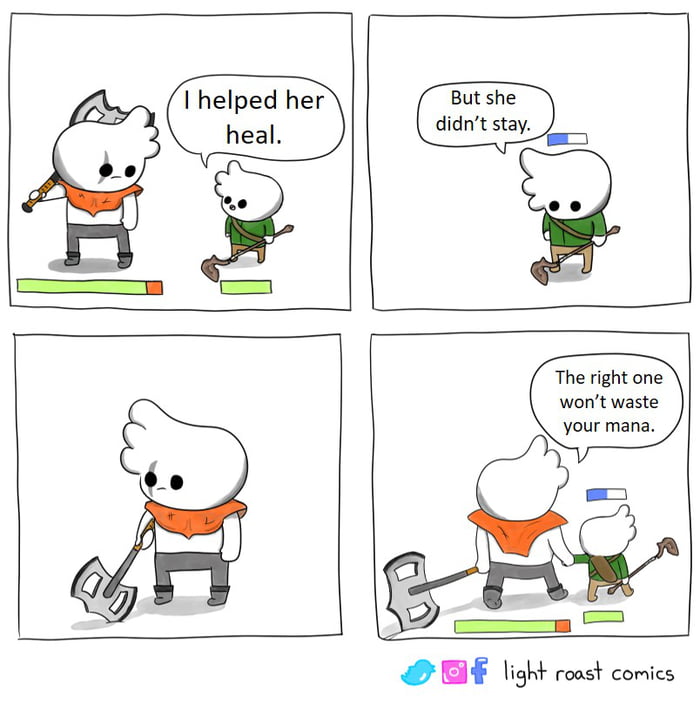 I helped her
heal.
But she
didn't stay.
The right one
won't waste
your mana.
light roast comics